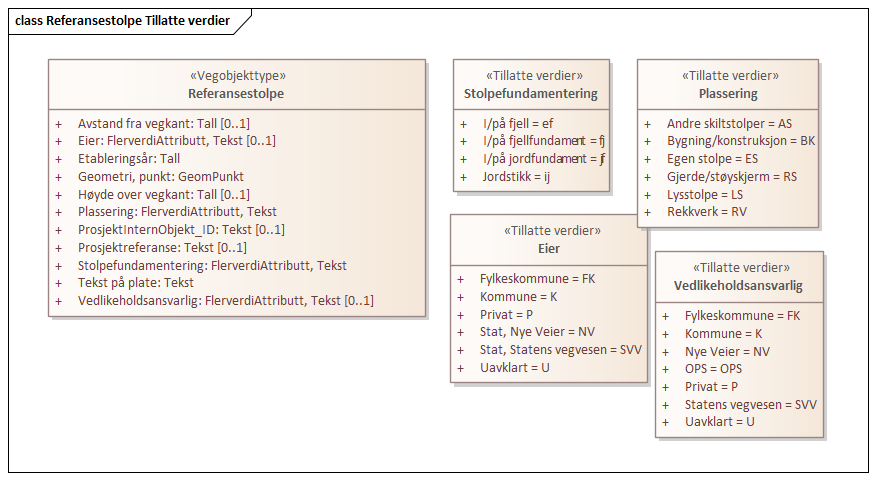 class Referansestolpe Tillatte verdier
«Vegobjekttype»
Referansestolpe
+ Avstand fra vegkant: Tall [0..1]
+ Eier: FlerverdiAttributt, Tekst [0..1]
+ Etableringsår: Tall
+ Geometri, punkt: GeomPunkt
+ Høyde over vegkant: Tall [0..1]
+ Plassering: FlerverdiAttributt, Tekst
+ ProsjektInternObjekt_ID: Tekst [0..1]
+ Prosjektreferanse: Tekst [0..1]
+ Stolpefundamentering: FlerverdiAttributt, Tekst
+ Tekst på plate: Tekst
+ Vedlikeholdsansvarlig: FlerverdiAttributt, Tekst [0..1]
«Tillatte verdier»
Stolpefundamentering
+ I/på fjell = ef
+ I/på fjellfundament = fj
+ I/på jordfundament = jf
+ Jordstikk = ij
«Tillatte verdier»
Plassering
+ Andre skiltstolper = AS
+ Bygning/konstruksjon = BK
+ Egen stolpe = ES
+ Gjerde/støyskjerm = RS
+ Lysstolpe = LS
+ Rekkverk = RV
«Tillatte verdier»
Eier
+ Fylkeskommune = FK
+ Kommune = K
+ Privat = P
+ Stat, Nye Veier = NV
+ Stat, Statens vegvesen = SVV
+ Uavklart = U
«Tillatte verdier»
Vedlikeholdsansvarlig
+ Fylkeskommune = FK
+ Kommune = K
+ Nye Veier = NV
+ OPS = OPS
+ Privat = P
+ Statens vegvesen = SVV
+ Uavklart = U